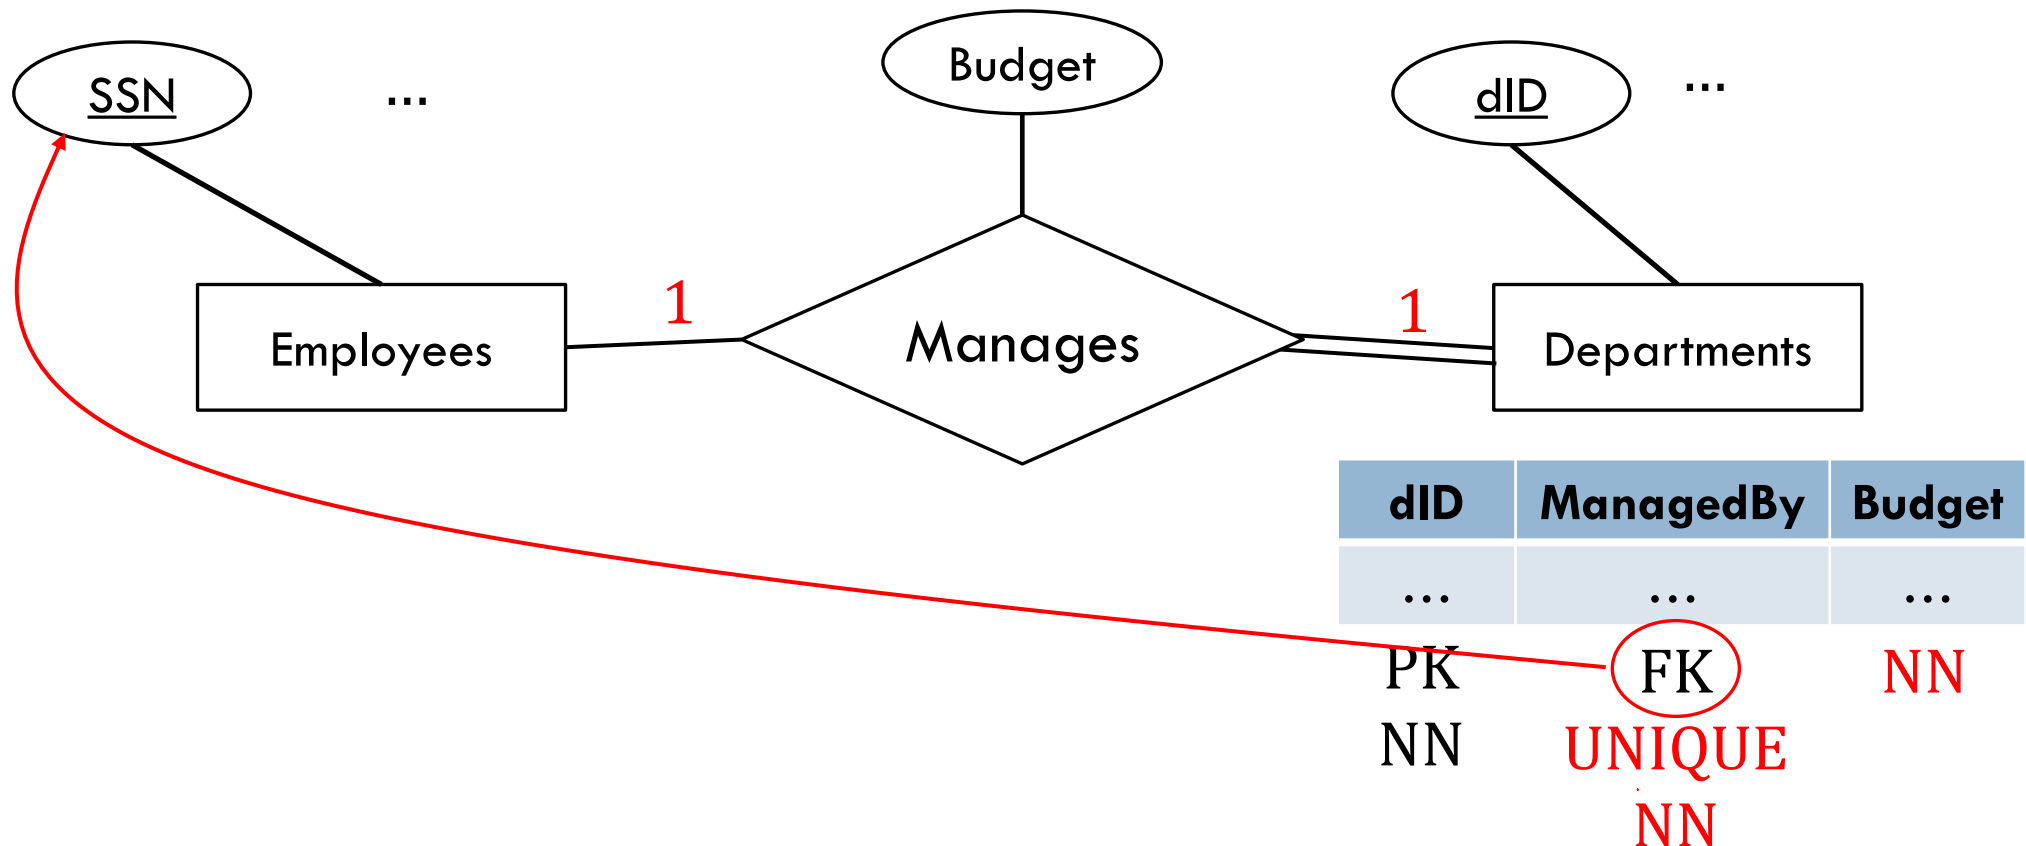 SSN
...
Budget
dID
...
Employees
1
Manages
1
Departments
dID ManagedBy Budget
... ... ...
PK FK NN
NN UNIQUE
NN